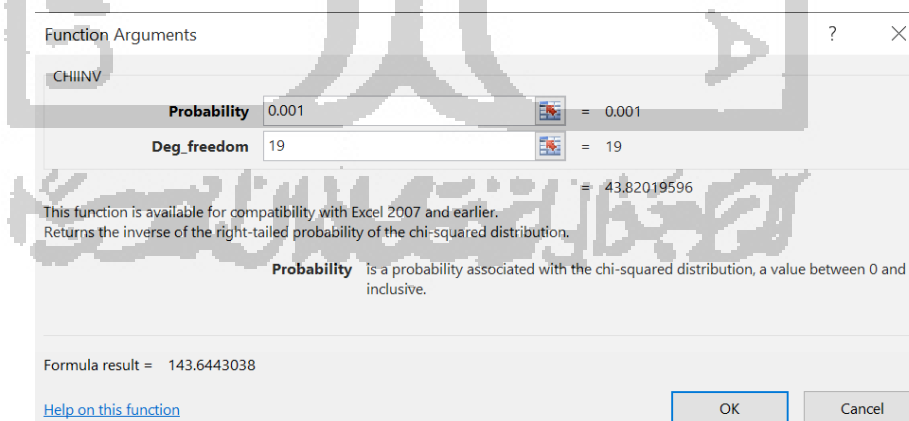 Function Arguments ? ×
CHIINV
Probability 0.001 = 0.001
Deg_freedom 19 = 19
= 43.82019596
This function is available for compatibility with Excel 2007 and earlier.
Returns the inverse of the right-tailed probability of the chi-squared distribution.
Probability is a probability associated with the chi-squared distribution, a value between 0 and
inclusive.
Formula result = 143.6443038
Help on this function OK Cancel